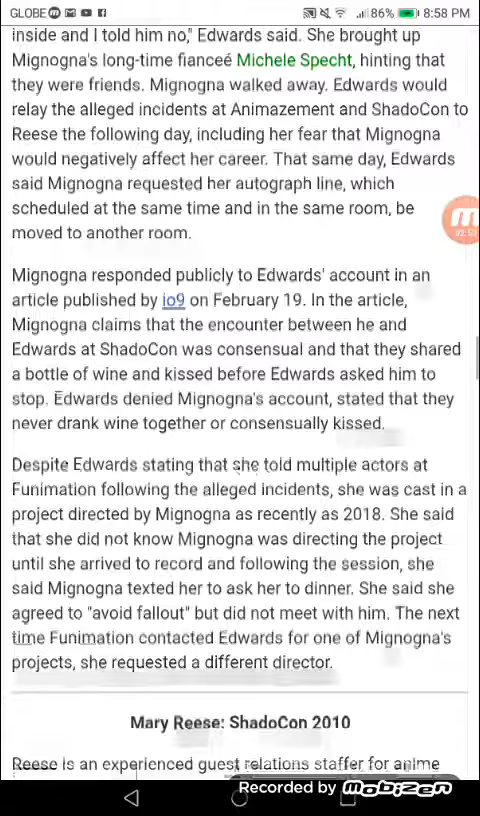 GLOBE 86% 8:58 PM
inside and I told him no," Edwards said. She brought up
Mignogna's long-time fianceé Michele Specht, hinting that
they were friends. Mignogna walked away. Edwards would
relay the alleged incidents at Animazement and ShadoCon to
Reese the following day, including her fear that Mignogna
would negatively affect her career. That same day, Edwards
said Mignogna requested her autograph line, which
scheduled at the same time and in the same room, be
moved to another room.
Mignogna responded publicly to Edwards' account in an
article published by io9 on February 19. In the article,
Mignogna claims that the encounter between he and
Edwards at ShadoCon was consensual and that they shared
a bottle of wine and kissed before Edwards asked him to
stop. Edwards denied Mignogna's account, stated that they
never drank wine together or consensually kissed.
Despite Edwards stating that she told multiple actors at
Funimation following the alleged incidents, she was cast in a
project directed by Mignogna as recently as 2018. She said
that she did not know Mignogna was directing the project
until she arrived to record and following the session, she
said Mignogna texted her to ask her to dinner. She said she
agreed to "avoid fallout" but did not meet with him. The next
time Funimation contacted Edwards for one of Mignogna's
projects, she requested a different director.
Mary Reese: ShadoCon 2010
Reese is an experienced guest relations staffer for anime
Recorded by Mobizen